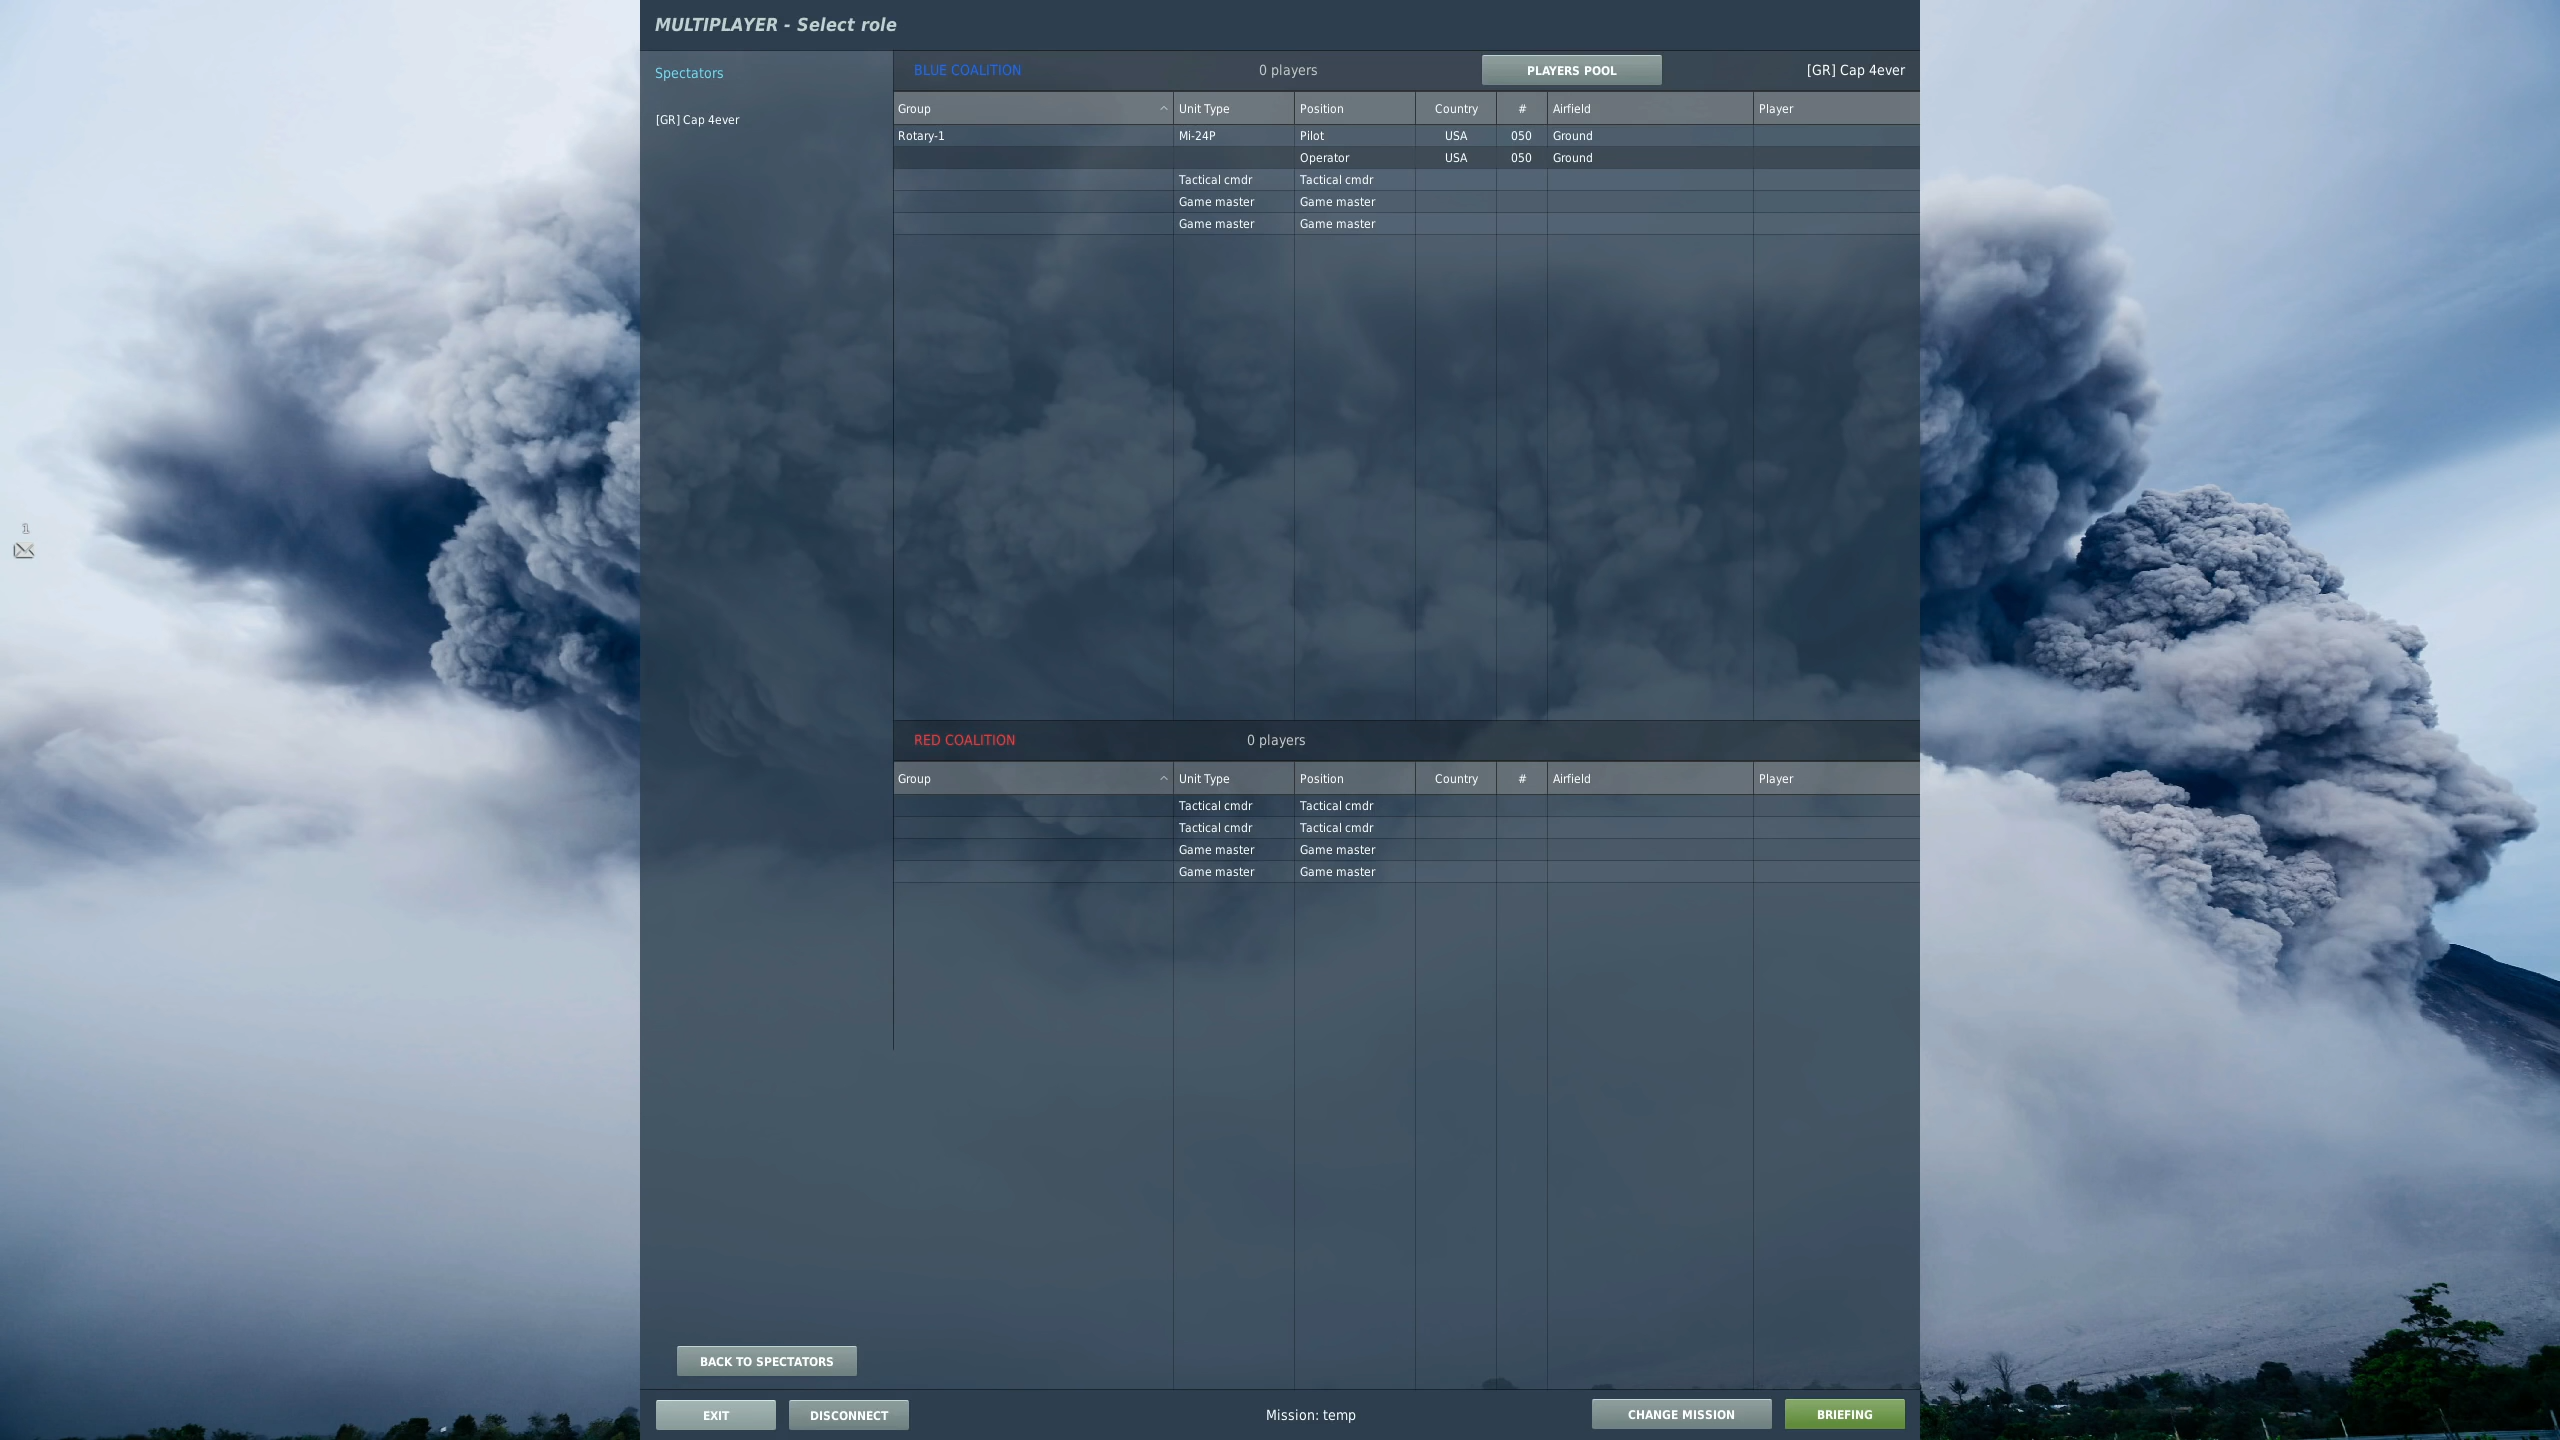 MULTIPLAYER - Select role
Spectators
[GR] Cap 4ever
BLUE COALITION 0 players PLAYERS POOL [GR] Cap 4ever
Group Unit Type Position Country # Airfield Player
Rotary-1 Mi-24P Pilot USA 050 Ground
Operator USA 050 Ground
Tactical cmdr Tactical cmdr
Game master Game master
Game master Game master
1
RED COALITION 0 players
Group Unit Type Position Country # Airfield Player
Tactical cmdr Tactical cmdr
Tactical cmdr Tactical cmdr
Game master Game master
Game master Game master
BACK TO SPECTATORS
EXIT DISCONNECT Mission: temp CHANGE MISSION BRIEFING